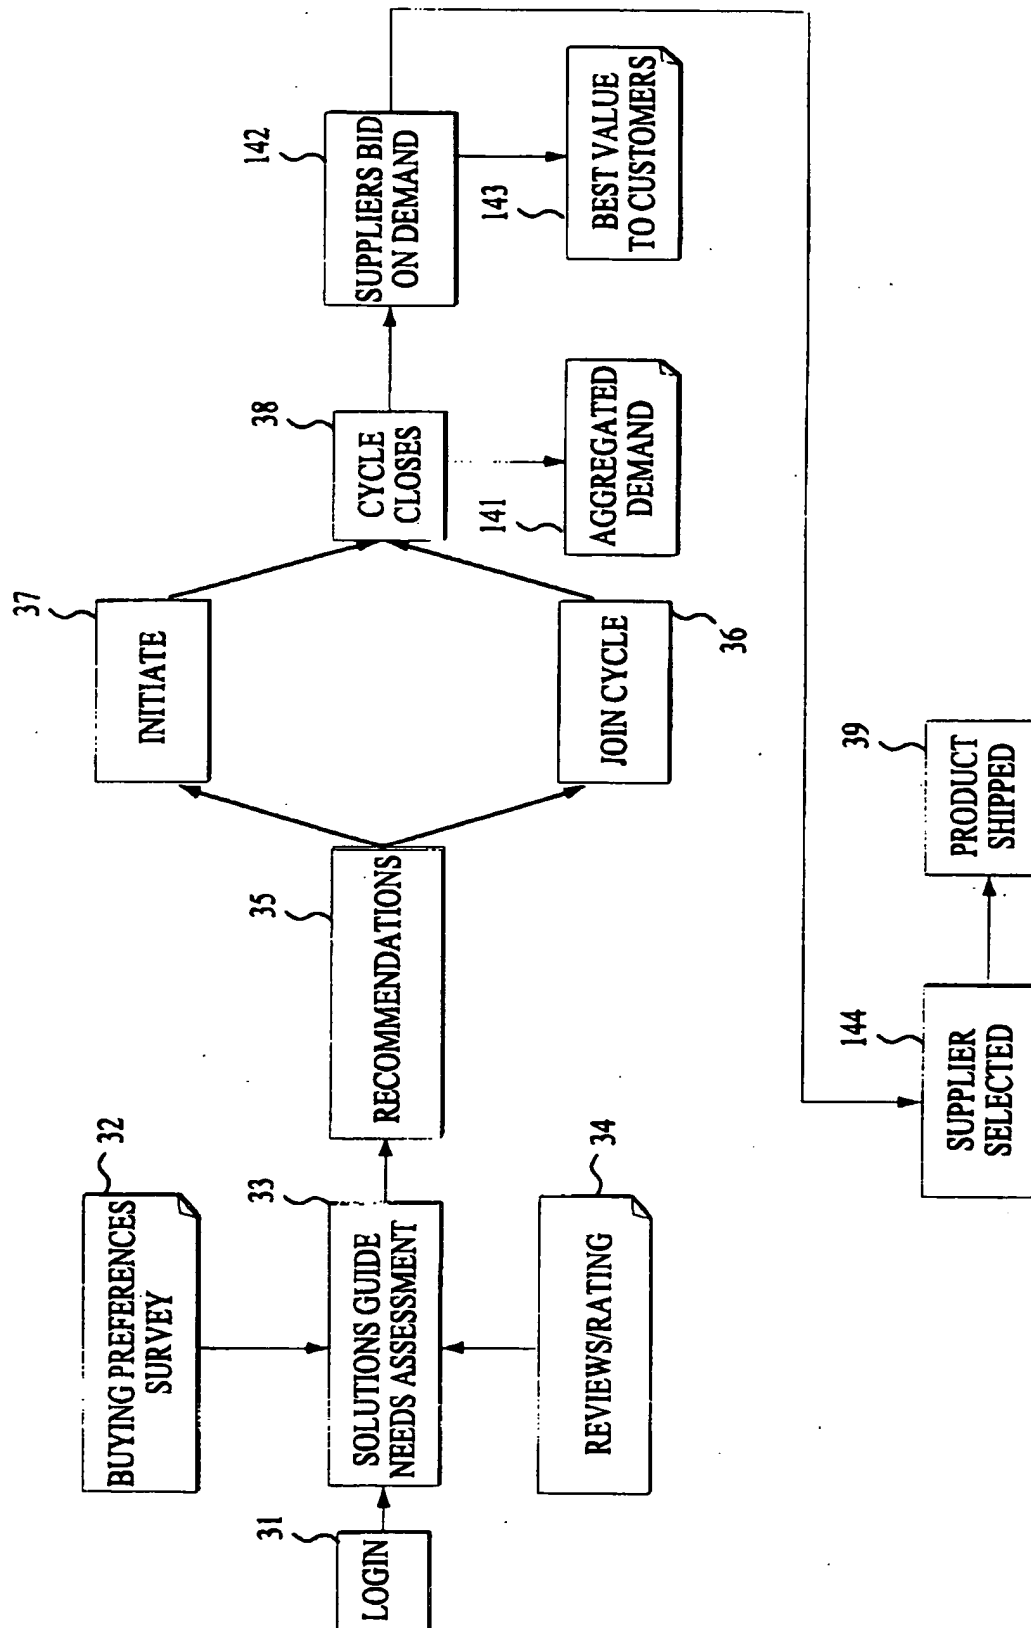 31
LOGIN
32
BUYING PREFERENCES
SURVEY
33
SOLUTIONS GUIDE
NEEDS ASSESSMENT
34
REVIEWS/RATING
35
RECOMMENDATIONS
37
INITIATE
36
JOIN CYCLE
38
CYCLE
CLOSES
141
AGGREGATED
DEMAND
142
SUPPLIERS BID
ON DEMAND
143
BEST VALUE
TO CUSTOMERS
144
SUPPLIER
SELECTED
39
PRODUCT
SHIPPED